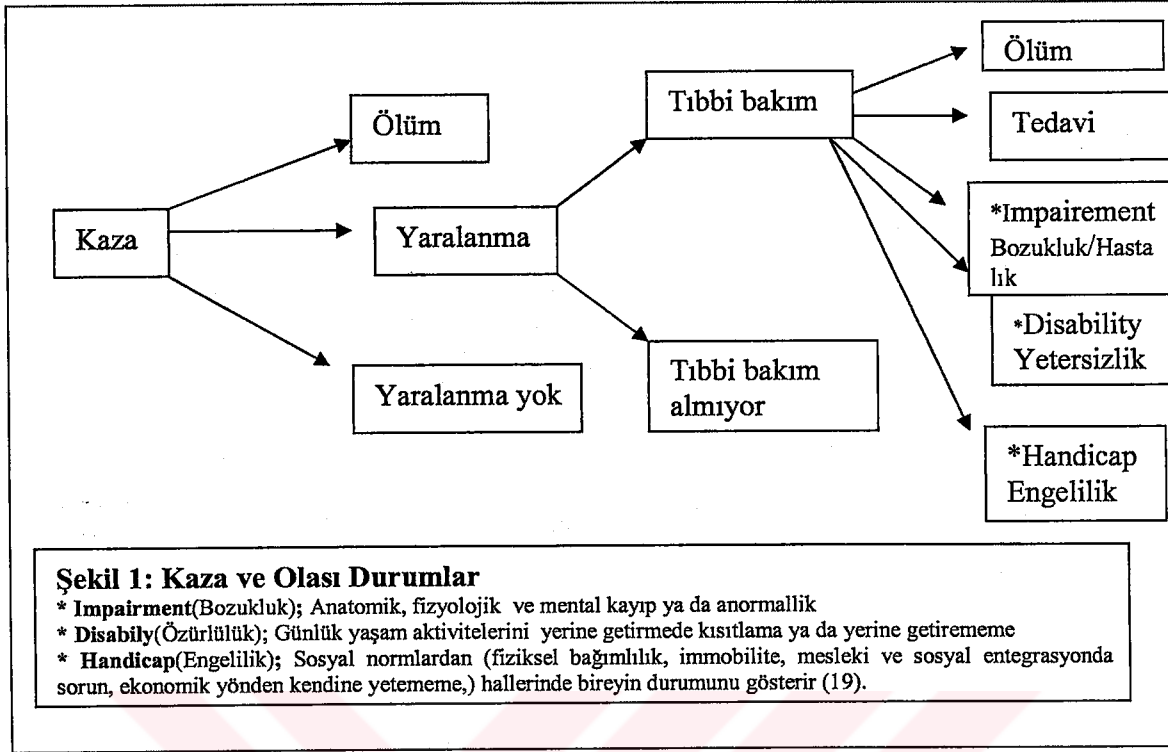 Ölüm
Tıbbi bakım
Ölüm
Tedavi
Kaza
Yaralanma
*Impairement
Bozukluk/Hasta
lık
*Disability
Yetersizlik
Yaralanma yok
Tıbbi bakım
almıyor
*Handicap
Engelilik
Şekil 1: Kaza ve Olası Durumlar
* Impairment(Bozukluk); Anatomik, fizyolojik ve mental kayıp ya da anormallik
* Disabily(Özürlülük); Günlük yaşam aktivitelerini yerine getirmede kısıtlama ya da yerine getirememe
* Handicap(Engelilik); Sosyal normlardan (fiziksel bağımlılık, immobilite, mesleki ve sosyal entegrasyonda
sorun, ekonomik yönden kendine yetememe,) hallerinde bireyin durumunu gösterir (19).